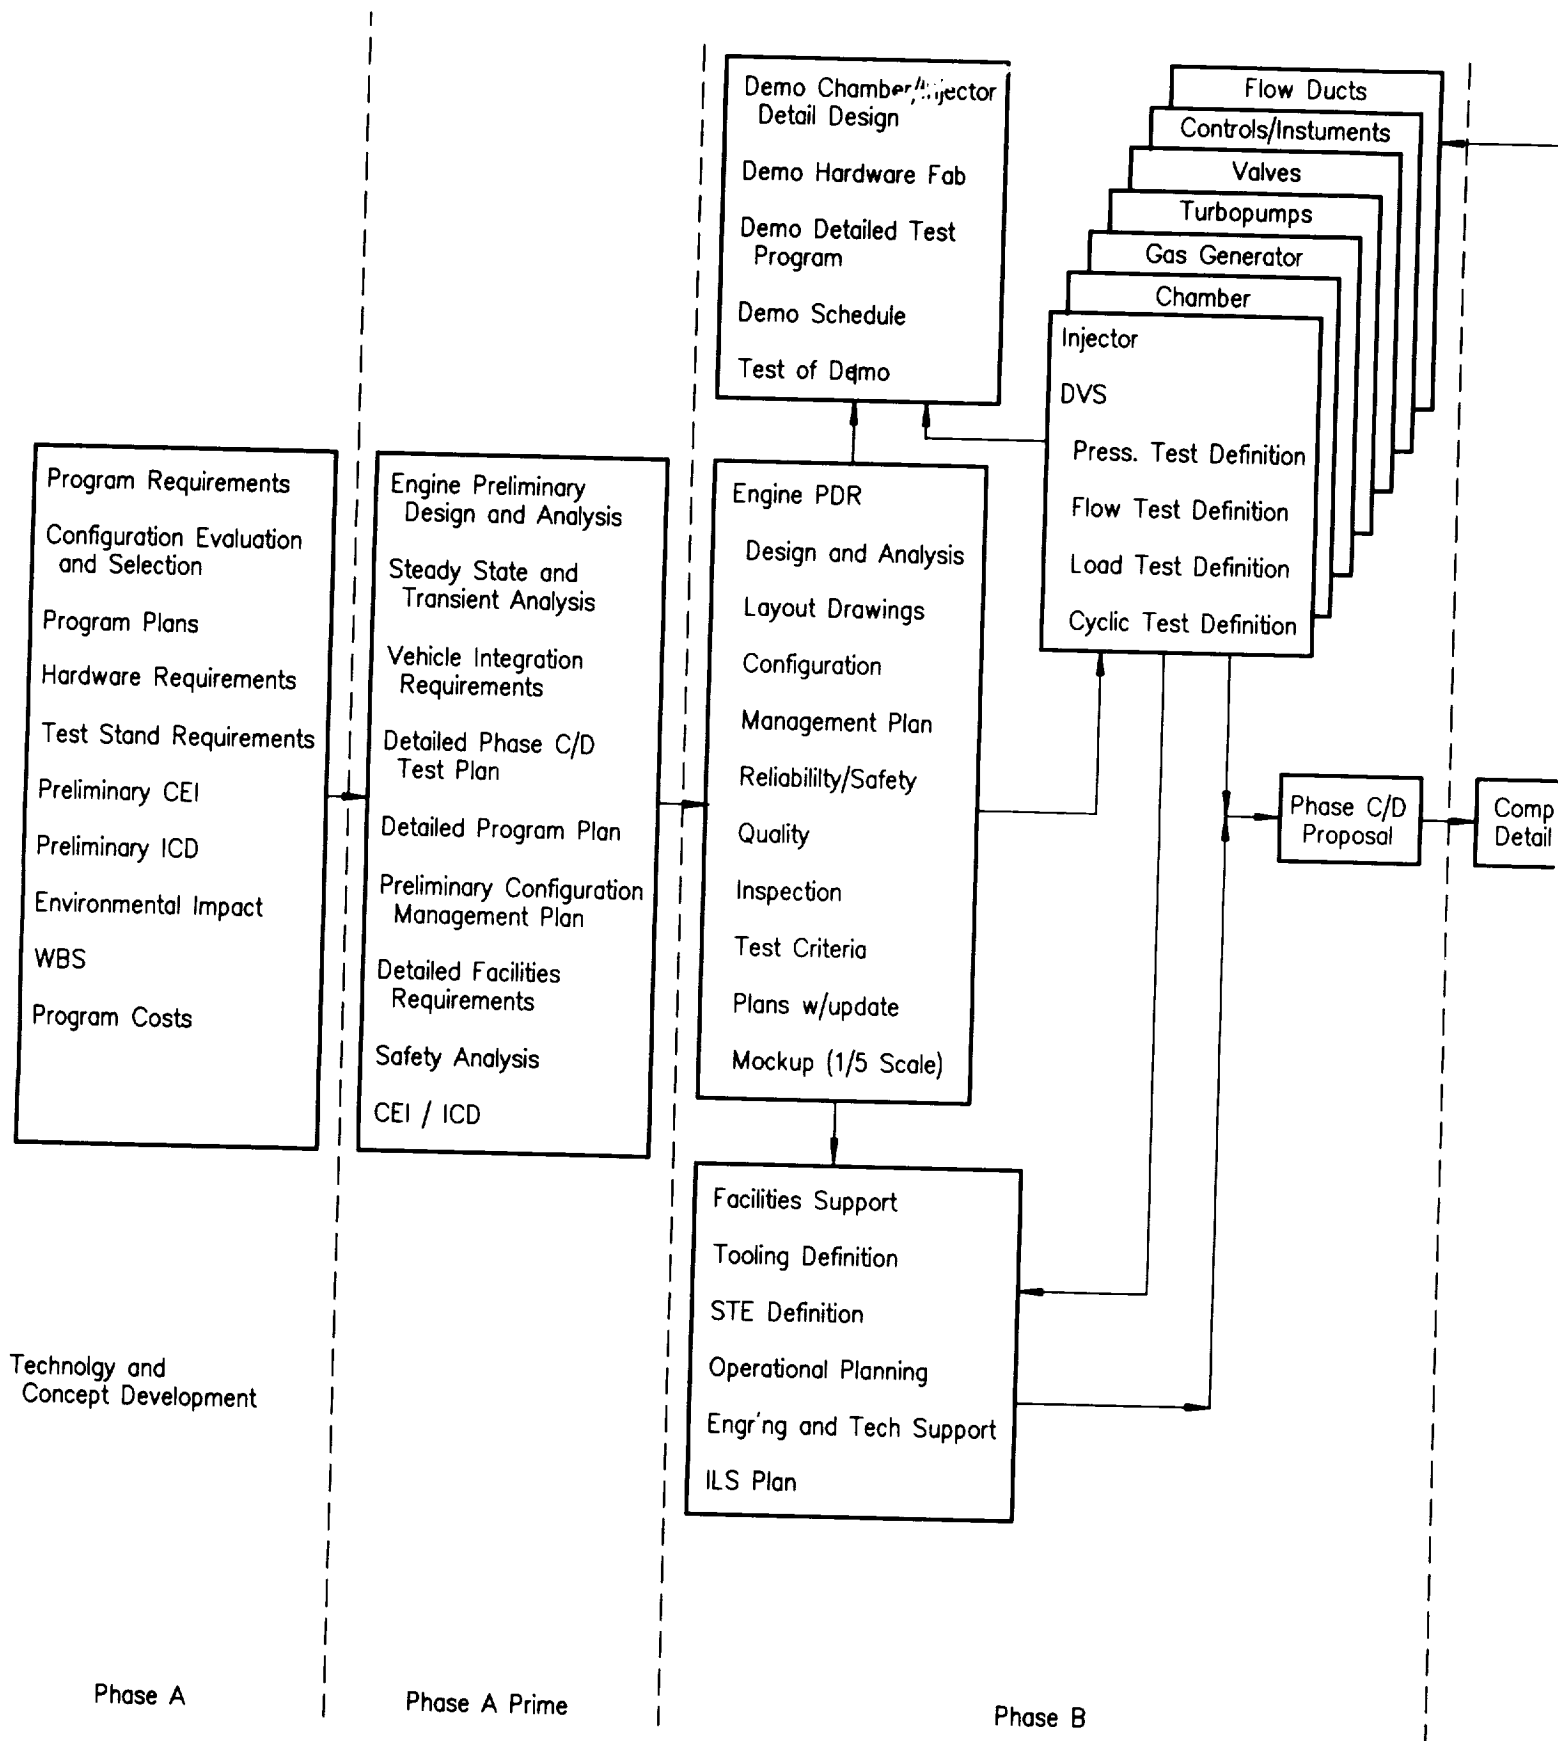 Program Requirements
Configuration Evaluation
and Selection
Program Plans
Hardware Requirements
Test Stand Requirements
Preliminary CEI
Preliminary ICD
Environmental Impact
WBS
Program Costs
Technolgy and
Concept Development
Phase A
Engine Preliminary
Design and Analysis
Steady State and
Transient Analysis
Vehicle Integration
Requirements
Detailed Phase C/D
Test Plan
Detailed Program Plan
Preliminary Configuration
Management Plan
Detailed Facilities
Requirements
Safety Analysis
CEI / ICD
Phase A Prime
Demo Chamber/Injector
Detail Design
Demo Hardware Fab
Demo Detailed Test
Program
Demo Schedule
Test of Demo
Engine PDR
Design and Analysis
Layout Drawings
Configuration
Management Plan
Reliabililty/Safety
Quality
Inspection
Test Criteria
Plans w/update
Mockup (1/5 Scale)
Facilities Support
Tooling Definition
STE Definition
Operational Planning
Engr'ng and Tech Support
ILS Plan
Flow Ducts
Controls/Instuments
Valves
Turbopumps
Gas Generator
Chamber
Injector
DVS
Press. Test Definition
Flow Test Definition
Load Test Definition
Cyclic Test Definition
Phase C/D
Proposal
Phase B
Comp
Detail